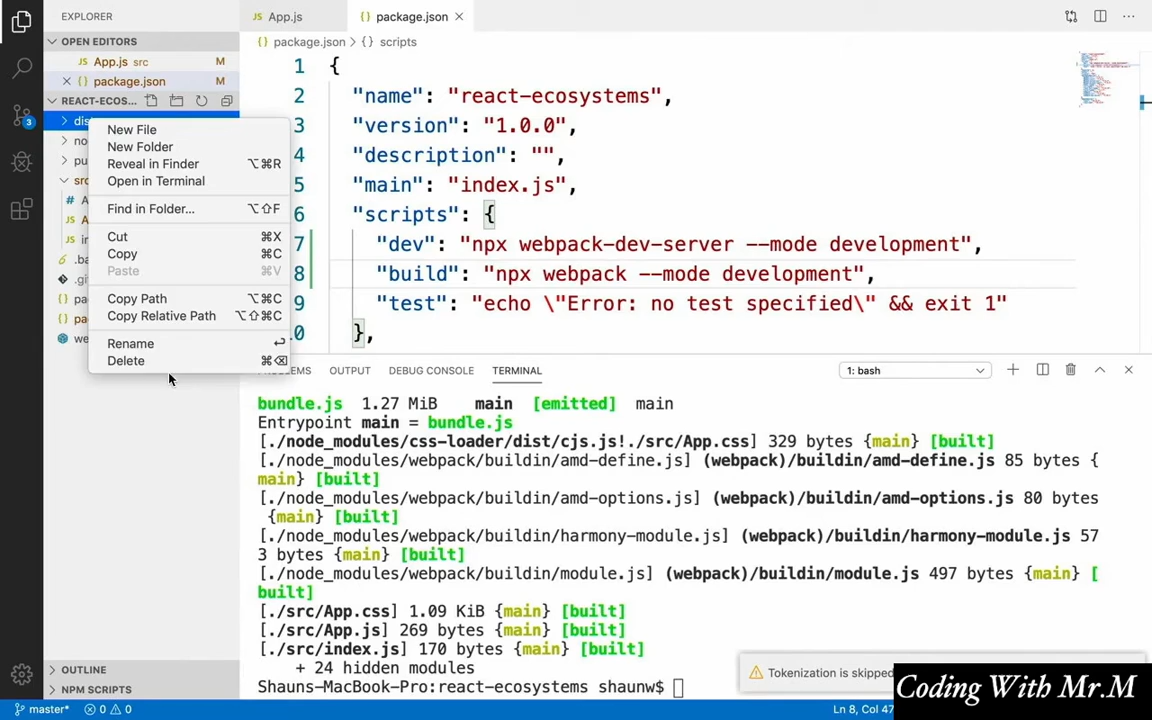 EXPLORER
App.js
package.json
OPEN EDITORS
package.json > {} scripts
App.js src M
package.json M
REACT-ECOS...
New File
New Folder
Reveal in Finder ⌥⌘R
Open in Terminal
Find in Folder... ⌥⇧F
Cut ⌘X
Copy ⌘C
Paste ⌘V
Copy Path ⌥⌘C
Copy Relative Path ⌥⇧⌘C
Rename ↩
Delete ⌘⌫
1 {
2 "name": "react-ecosystems",
3 "version": "1.0.0",
4 "description": "",
5 "main": "index.js",
6 "scripts": {
7 "dev": "npx webpack-dev-server --mode development",
8 "build": "npx webpack --mode development",
9 "test": "echo \"Error: no test specified\" && exit 1"
10 },
3
OUTPUT
DEBUG CONSOLE
TERMINAL
1: bash
bundle.js 1.27 MiB main [emitted] main
Entrypoint main = bundle.js
[./node_modules/css-loader/dist/cjs.js!./src/App.css] 329 bytes {main} [built]
[./node_modules/webpack/buildin/amd-define.js] (webpack)/buildin/amd-define.js 85 bytes {
main} [built]
[./node_modules/webpack/buildin/amd-options.js] (webpack)/buildin/amd-options.js 80 bytes
{main} [built]
[./node_modules/webpack/buildin/harmony-module.js] (webpack)/buildin/harmony-module.js 57
3 bytes {main} [built]
[./node_modules/webpack/buildin/module.js] (webpack)/buildin/module.js 497 bytes {main} [
built]
[./src/App.css] 1.09 KiB {main} [built]
[./src/App.js] 269 bytes {main} [built]
[./src/index.js] 170 bytes {main} [built]
+ 24 hidden modules
Shauns-MacBook-Pro:react-ecosystems shaunw$
OUTLINE
NPM SCRIPTS
Tokenization is skipped
Coding With Mr.M
master* 0 0
Ln 8, Col 47